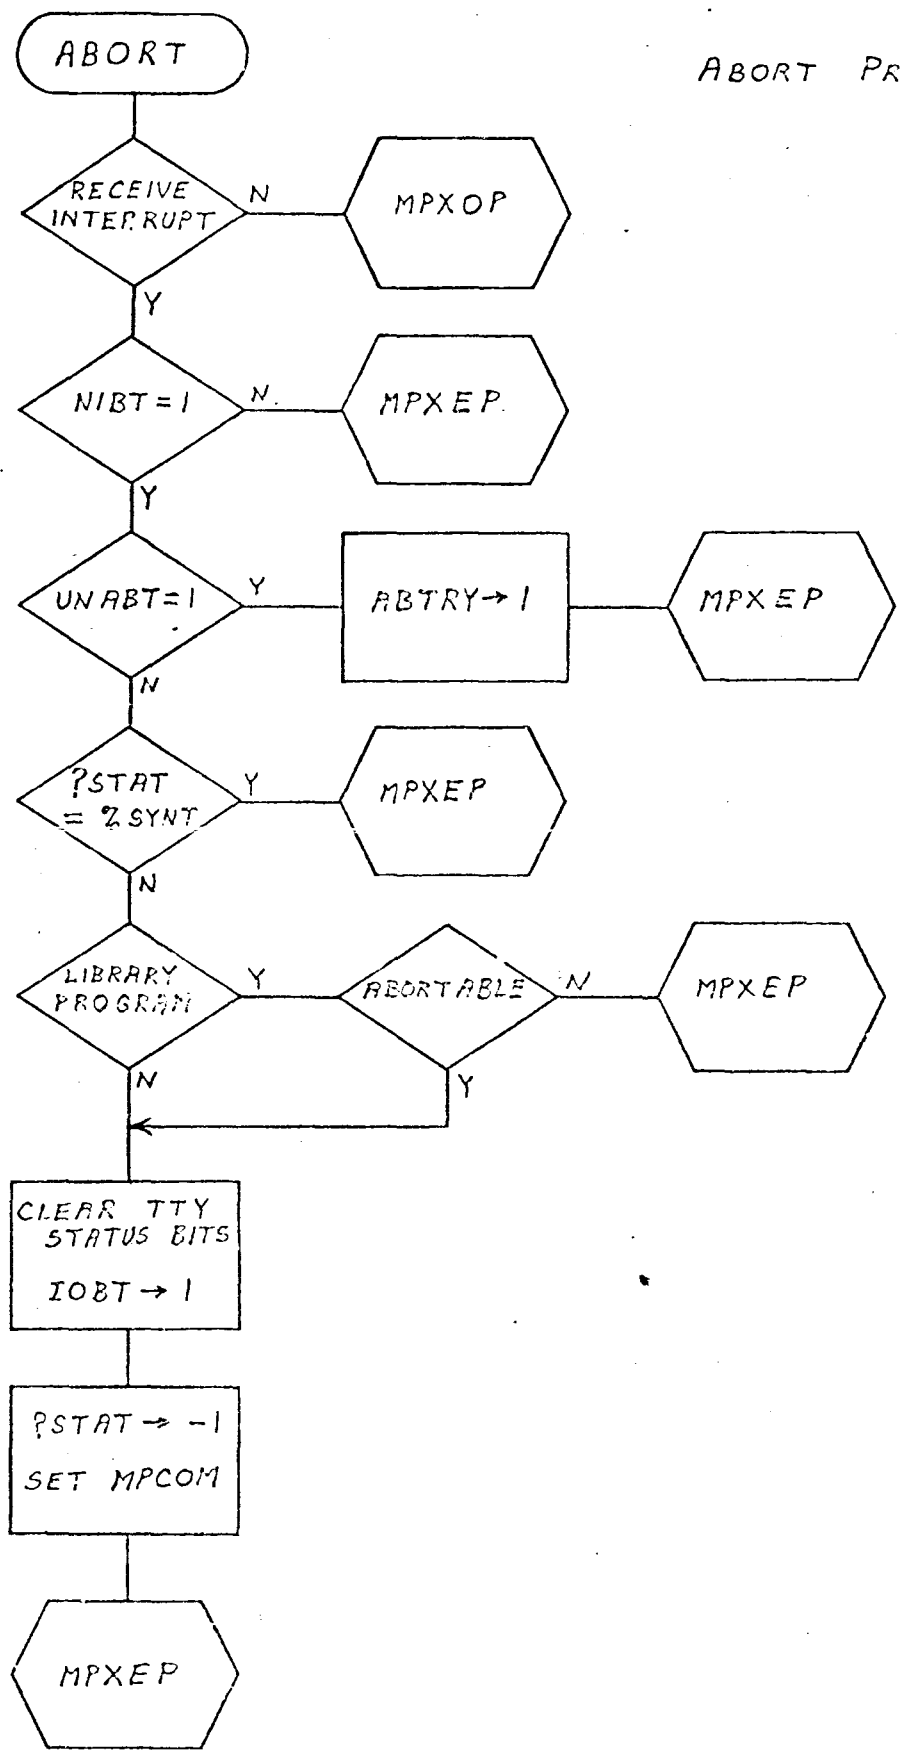 ABORT
ABORT PR
RECEIVE
INTERRUPT
N
MPXOP
Y
NIBT=1
N
MPXEP
Y
UNABT=1
Y
ABTRY→1
MPXEP
N
?STAT
= %SYNT
Y
MPXEP
N
LIBRARY
PROGRAM
Y
ABORTABLE
N
MPXEP
N
Y
CLEAR TTY
STATUS BITS
IOBT→1
?STAT→-1
SET MPCOM
MPXEP